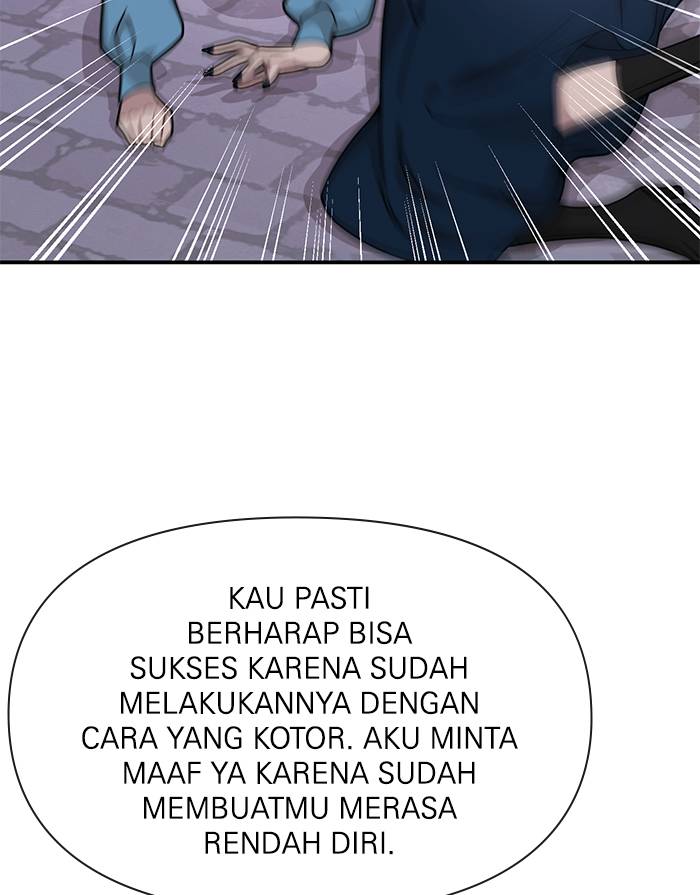 KAU PASTI
BERHARAP BISA
SUKSES KARENA SUDAH
MELAKUKANNYA DENGAN
CARA YANG KOTOR. AKU MINTA
MAAF YA KARENA SUDAH
MEMBUATMU MERASA
RENDAH DIRI.